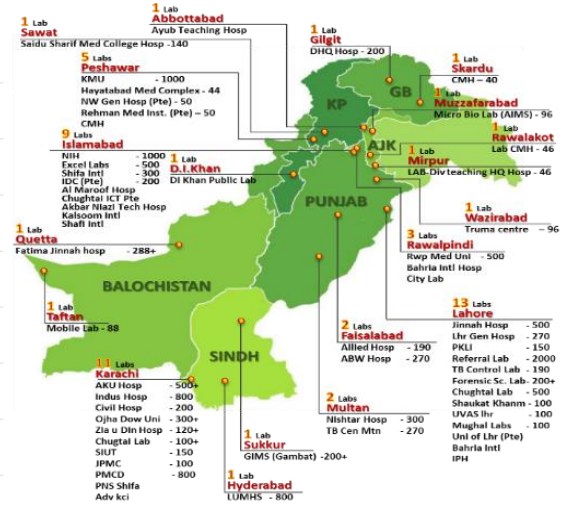 1 Lab
Abbottabad
Ayub Teaching Hosp
1 Lab
Sawat
Saidu Sharif Med College Hosp -140
1 Lab
Gilgit
DHQ Hosp - 200
5 Labs
Peshawar
KMU - 1000
Hayatabad Med Complex - 44
NW Gen Hosp (Pte) - 50
Rehman Med Inst. (Pte) – 50
CMH
1 Lab
Skardu
CMH – 40
1 Lab
Muzzafarabad
Micro Bio Lab (AIMS) - 96
1 Lab
Rawalakot
Lab CMH - 46
1 Lab
Mirpur
LAB-Div teaching HQ Hosp - 46
9 Labs
Islamabad
NIH - 1000
Excel Labs - 500
Shifa Intl - 300
IDC (Pte) - 200
Al Maroof Hosp
Chughtai ICT Pte
Akbar Niazi Tech Hosp
Kalsoom Intl
Shafi Intl
1 Lab
D.I.Khan
DI Khan Public Lab
KP
GB
AJK
PUNJAB
BALOCHISTAN
SINDH
1 Lab
Wazirabad
Truma centre – 96
3 Labs
Rawalpindi
Rwp Med Uni - 500
Bahria Intl Hosp
City Lab
1 Lab
Quetta
Fatima Jinnah hosp - 288+
1 Lab
Taftan
Mobile Lab - 88
13 Labs
Lahore
Jinnah Hosp - 500
Lhr Gen Hosp - 270
PKLI - 150
Referral Lab - 2000
TB Control Lab - 190
Forensic Sc. Lab- 200+
Chughtai Lab - 500
Shaukat Khanm - 100
UVAS lhr - 100
Mughal Labs - 100
Uni of Lhr (Pte)
Bahria Intl
IPH
2 Labs
Faisalabad
Allied Hosp - 190
ABW Hosp - 270
2 Labs
Multan
Nishtar Hosp - 300
TB Cen Mtn - 270
11 Labs
Karachi
AKU Hosp - 500+
Indus Hosp - 800
Civil Hosp - 200
Ojha Dow Uni - 300+
Zia u Din Hosp - 120+
Chugtai Lab - 100+
SIUT - 150
JPMC - 100
PMCD - 800
PNS Shifa
Adv kci
1 Lab
Sukkur
GIMS (Gambat) -200+
1 Lab
Hyderabad
LUMHS - 800